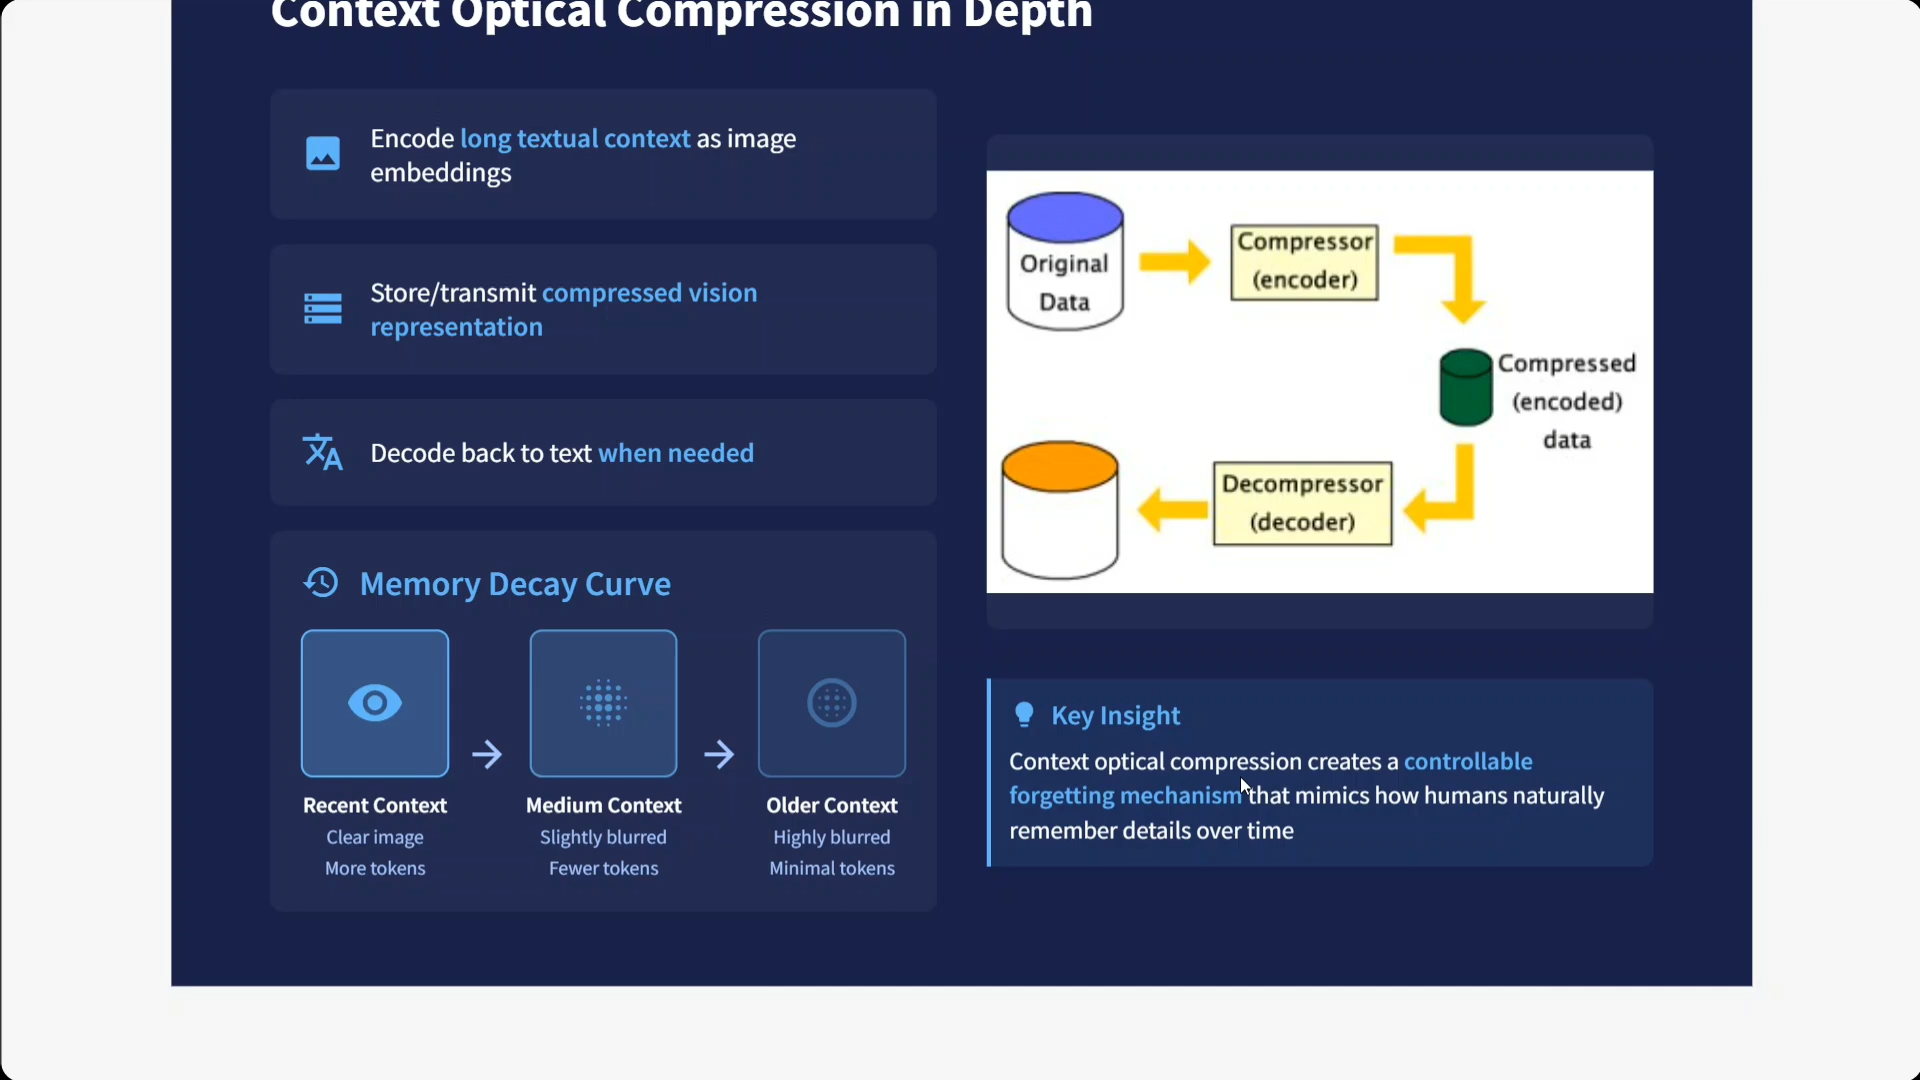 Context Optical Compression in Depth
Encode long textual context as image
embeddings
Store/transmit compressed vision
representation
Decode back to text when needed
Memory Decay Curve
Recent Context
Clear image
More tokens
Medium Context
Slightly blurred
Fewer tokens
Older Context
Highly blurred
Minimal tokens
Original
Data
Compressor
(encoder)
Compressed
(encoded)
data
Decompressor
(decoder)
Key Insight
Context optical compression creates a controllable
forgetting mechanism that mimics how humans naturally
remember details over time